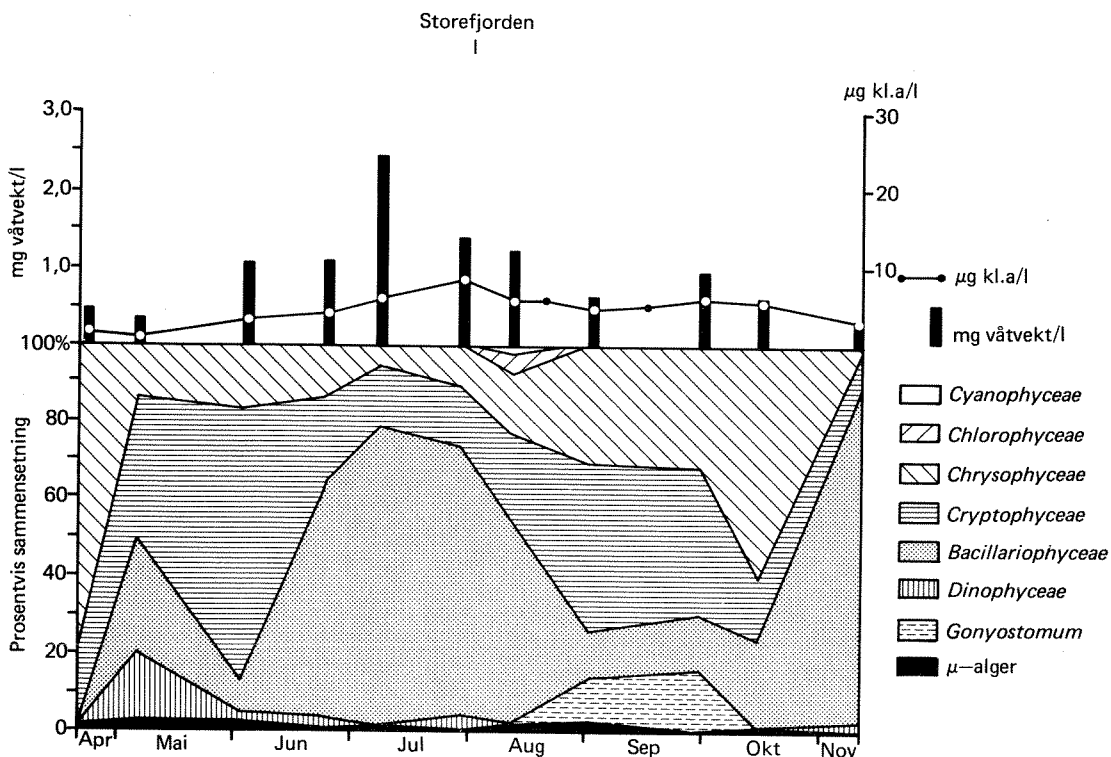 Storefjorden
I
3,0
2,0
1,0
mg våtvekt/l
µg kl.a/l
30
20
10
µg kl.a/l
mg våtvekt/l
100%
80
60
40
20
0
Prosentvis sammensetning
Apr Mai Jun Jul Aug Sep Okt Nov
Cyanophyceae
Chlorophyceae
Chrysophyceae
Cryptophyceae
Bacillariophyceae
Dinophyceae
Gonyostomum
µ–alger